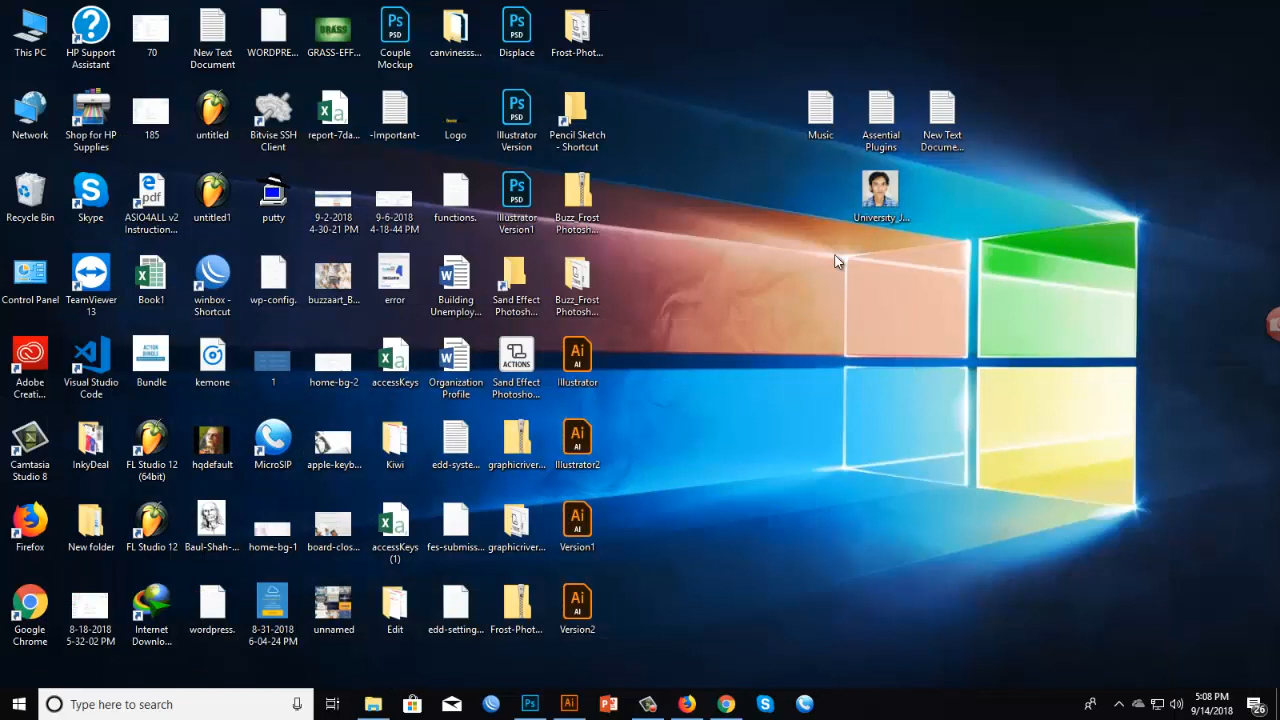 This PC
HP Support
Assistant
70
New Text
Document
WORDPRE...
GRASS-EFF...
Couple
Mockup
canvinesss...
Displace
Frost-Phot...
Network
Shop for HP
Supplies
185
untitled
Bitvise SSH
Client
report-7da...
-Important-
Logo
Illustrator
Version
Pencil Sketch
- Shortcut
Music
Assential
Plugins
New Text
Docume...
Recycle Bin
Skype
ASIO4ALL v2
Instruction...
untitled1
putty
9-2-2018
4-30-21 PM
9-6-2018
4-18-44 PM
functions.
Illustrator
Version1
Buzz_Frost
Photosh...
University_J...
Control Panel
TeamViewer
13
Book1
winbox -
Shortcut
wp-config.
buzzaart_B...
error
Building
Unemploy...
Sand Effect
Photosh...
Buzz_Frost
Photosh...
Adobe
Creati...
Visual Studio
Code
Bundle
kemone
1
home-bg-2
accessKeys
Organization
Profile
Sand Effect
Photosho...
Illustrator
Camtasia
Studio 8
InkyDeal
FL Studio 12
(64bit)
hqdefault
MicroSIP
apple-keyb...
Kiwi
edd-syste...
graphicriver...
Illustrator2
Firefox
New folder
FL Studio 12
Baul-Shah-...
home-bg-1
board-clos...
accessKeys
(1)
fes-submiss...
graphicriver...
Version1
Google
Chrome
8-18-2018
5-32-02 PM
Internet
Downlo...
wordpress.
8-31-2018
6-04-24 PM
unnamed
Edit
edd-setting...
Frost-Phot...
Version2
Type here to search
5:08 PM
9/14/2018